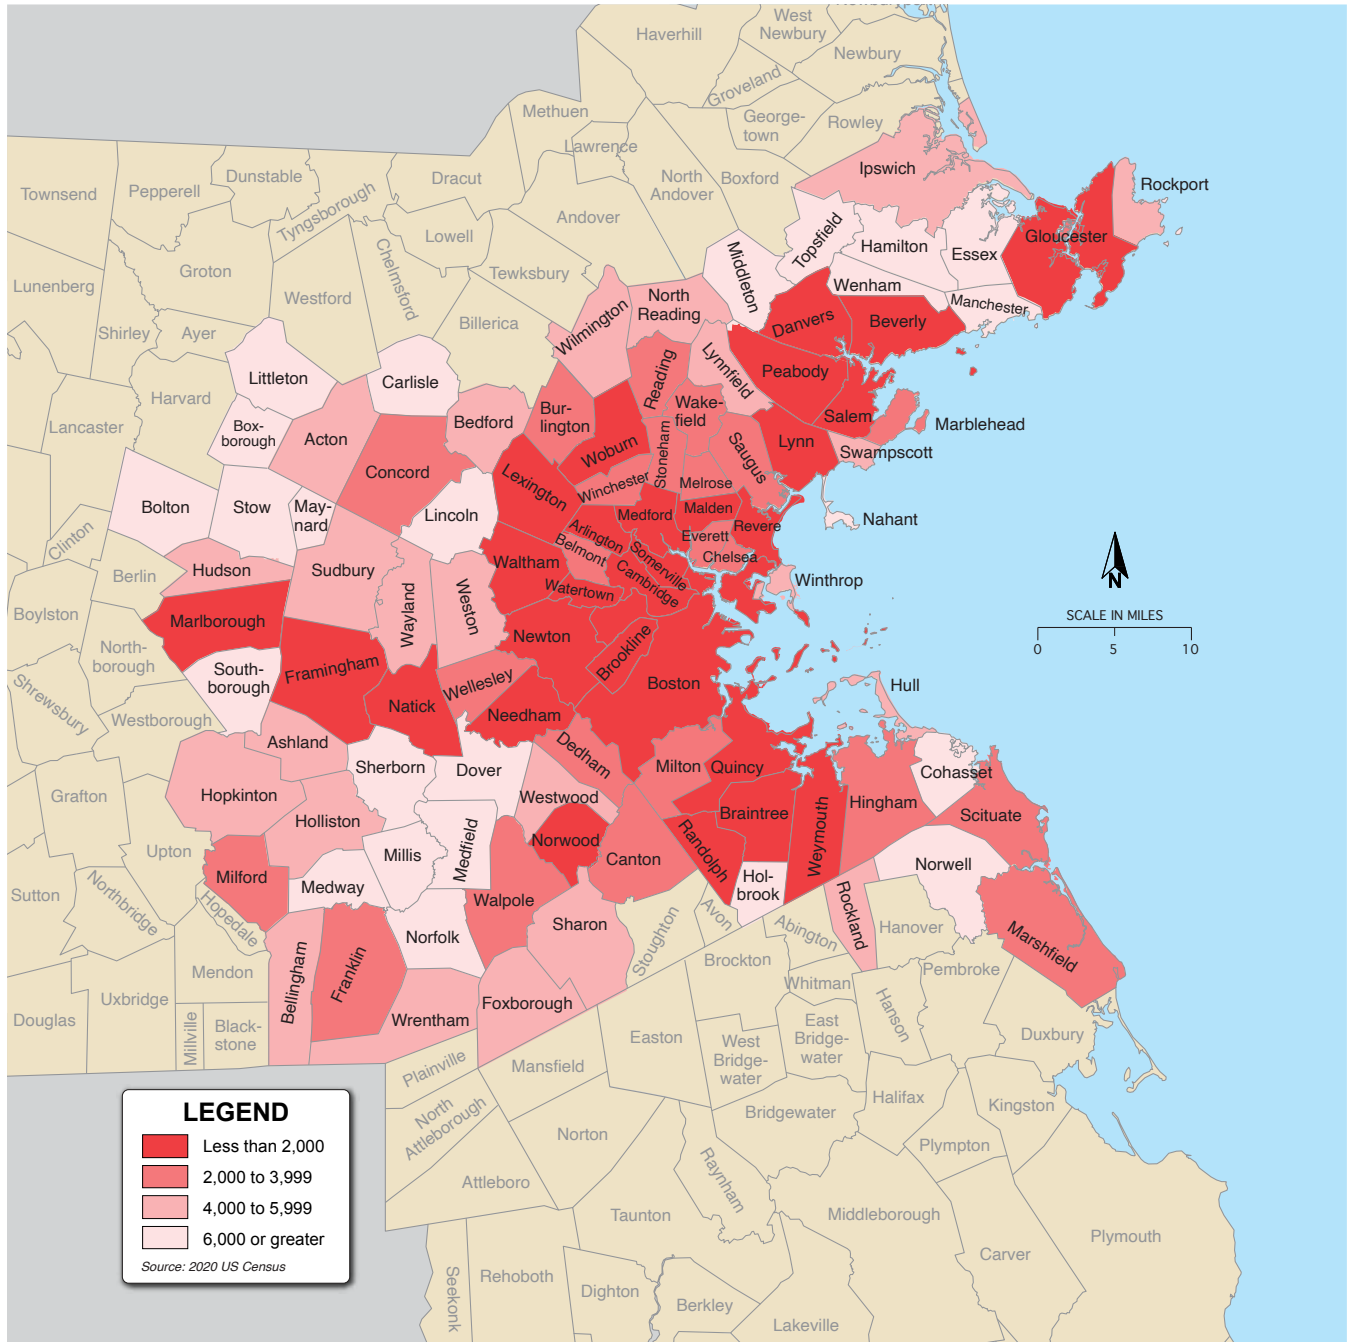 Haverhill
West
Newbury
Newbury
Groveland
George-
town
Rowley
Methuen
Lawrence
North
Andover
Boxford
Ipswich
Rockport
Townsend
Pepperell
Dunstable
Tyngsborough
Dracut
Andover
Lowell
Chelmsford
Tewksbury
Groton
Westford
Lunenberg
Shirley
Ayer
Billerica
Harvard
Lancaster
Middleton
Topsfield
Hamilton
Essex
Gloucester
Wenham
Manchester
Danvers
Beverly
North
Reading
Wilmington
Lynnfield
Peabody
Salem
Marblehead
Littleton
Carlisle
Box-
borough
Acton
Bedford
Bur-
lington
Reading
Wake-
field
Woburn
Stoneham
Saugus
Lynn
Swampscott
Concord
Lexington
Winchester
Melrose
Bolton
Stow
May-
nard
Lincoln
Medford
Malden
Revere
Nahant
Arlington
Everett
Chelsea
Belmont
Somerville
Cambridge
Winthrop
Clinton
Berlin
Hudson
Sudbury
Wayland
Weston
Waltham
Watertown
Boylston
Marlborough
North-
borough
South-
borough
Framingham
Newton
Brookline
Boston
Natick
Wellesley
Needham
Hull
Shrewsbury
Westborough
Ashland
Sherborn
Dover
Dedham
Milton
Quincy
Cohasset
Grafton
Hopkinton
Holliston
Westwood
Braintree
Weymouth
Hingham
Scituate
Upton
Millis
Medfield
Norwood
Canton
Randolph
Norwell
Sutton
Northbridge
Milford
Medway
Hol-
brook
Hopedale
Walpole
Sharon
Rockland
Hanover
Marshfield
Norfolk
Stoughton
Avon
Abington
Mendon
Bellingham
Franklin
Brockton
Pembroke
Uxbridge
Whitman
Hanson
Douglas
Millville
Black-
stone
Wrentham
Foxborough
Easton
West
Bridge-
water
East
Bridge-
water
Duxbury
Plainville
Mansfield
Halifax
Kingston
North
Attleborough
Bridgewater
Norton
Plympton
Raynham
Attleboro
Taunton
Middleborough
Carver
Plymouth
Seekonk
Rehoboth
Dighton
Berkley
Lakeville
N
SCALE IN MILES
0 5 10
LEGEND
Less than 2,000
2,000 to 3,999
4,000 to 5,999
6,000 or greater
Source: 2020 US Census